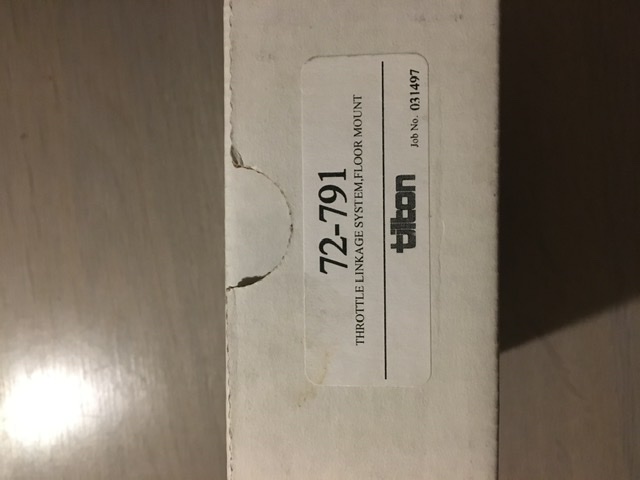 72-791
THROTTLE LINKAGE SYSTEM,FLOOR MOUNT
tilton
Job No. 031497